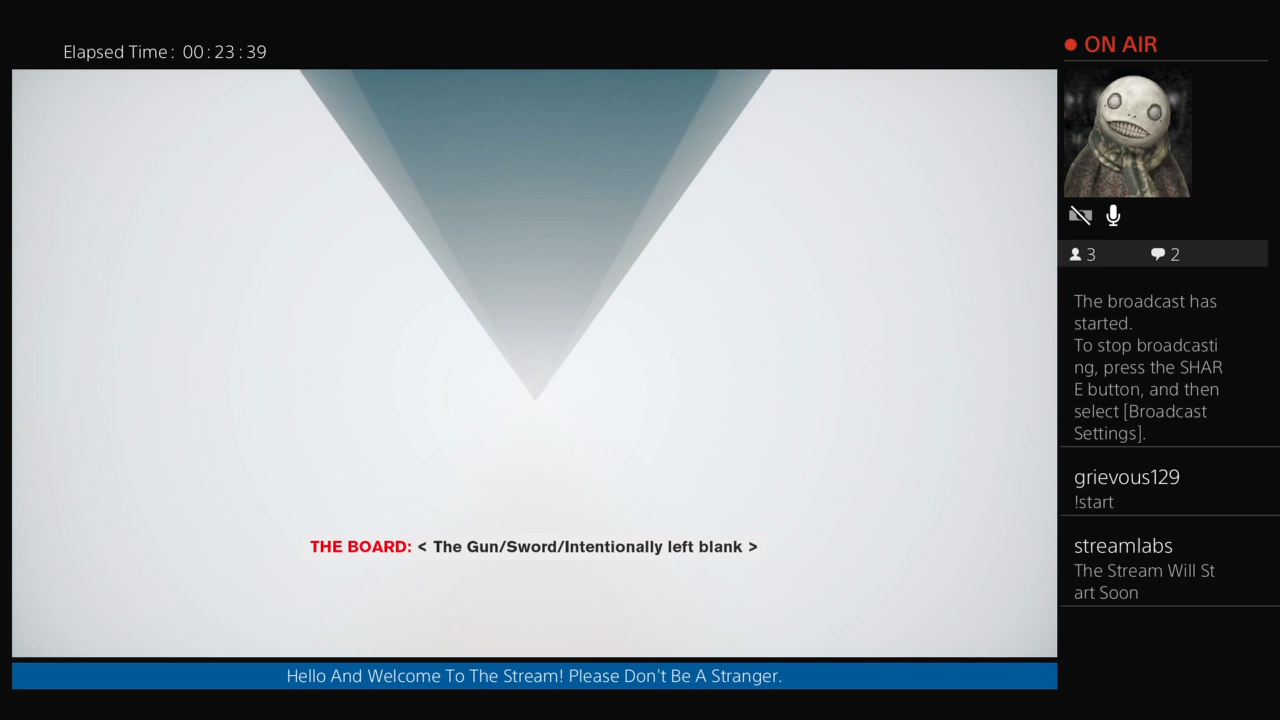 Elapsed Time: 00:23:39
ON AIR
3
2
The broadcast has
started.
To stop broadcasti
ng, press the SHAR
E button, and then
select [Broadcast
Settings].
grievous129
!start
streamlabs
The Stream Will St
art Soon
THE BOARD: < The Gun/Sword/Intentionally left blank >
Hello And Welcome To The Stream! Please Don't Be A Stranger.